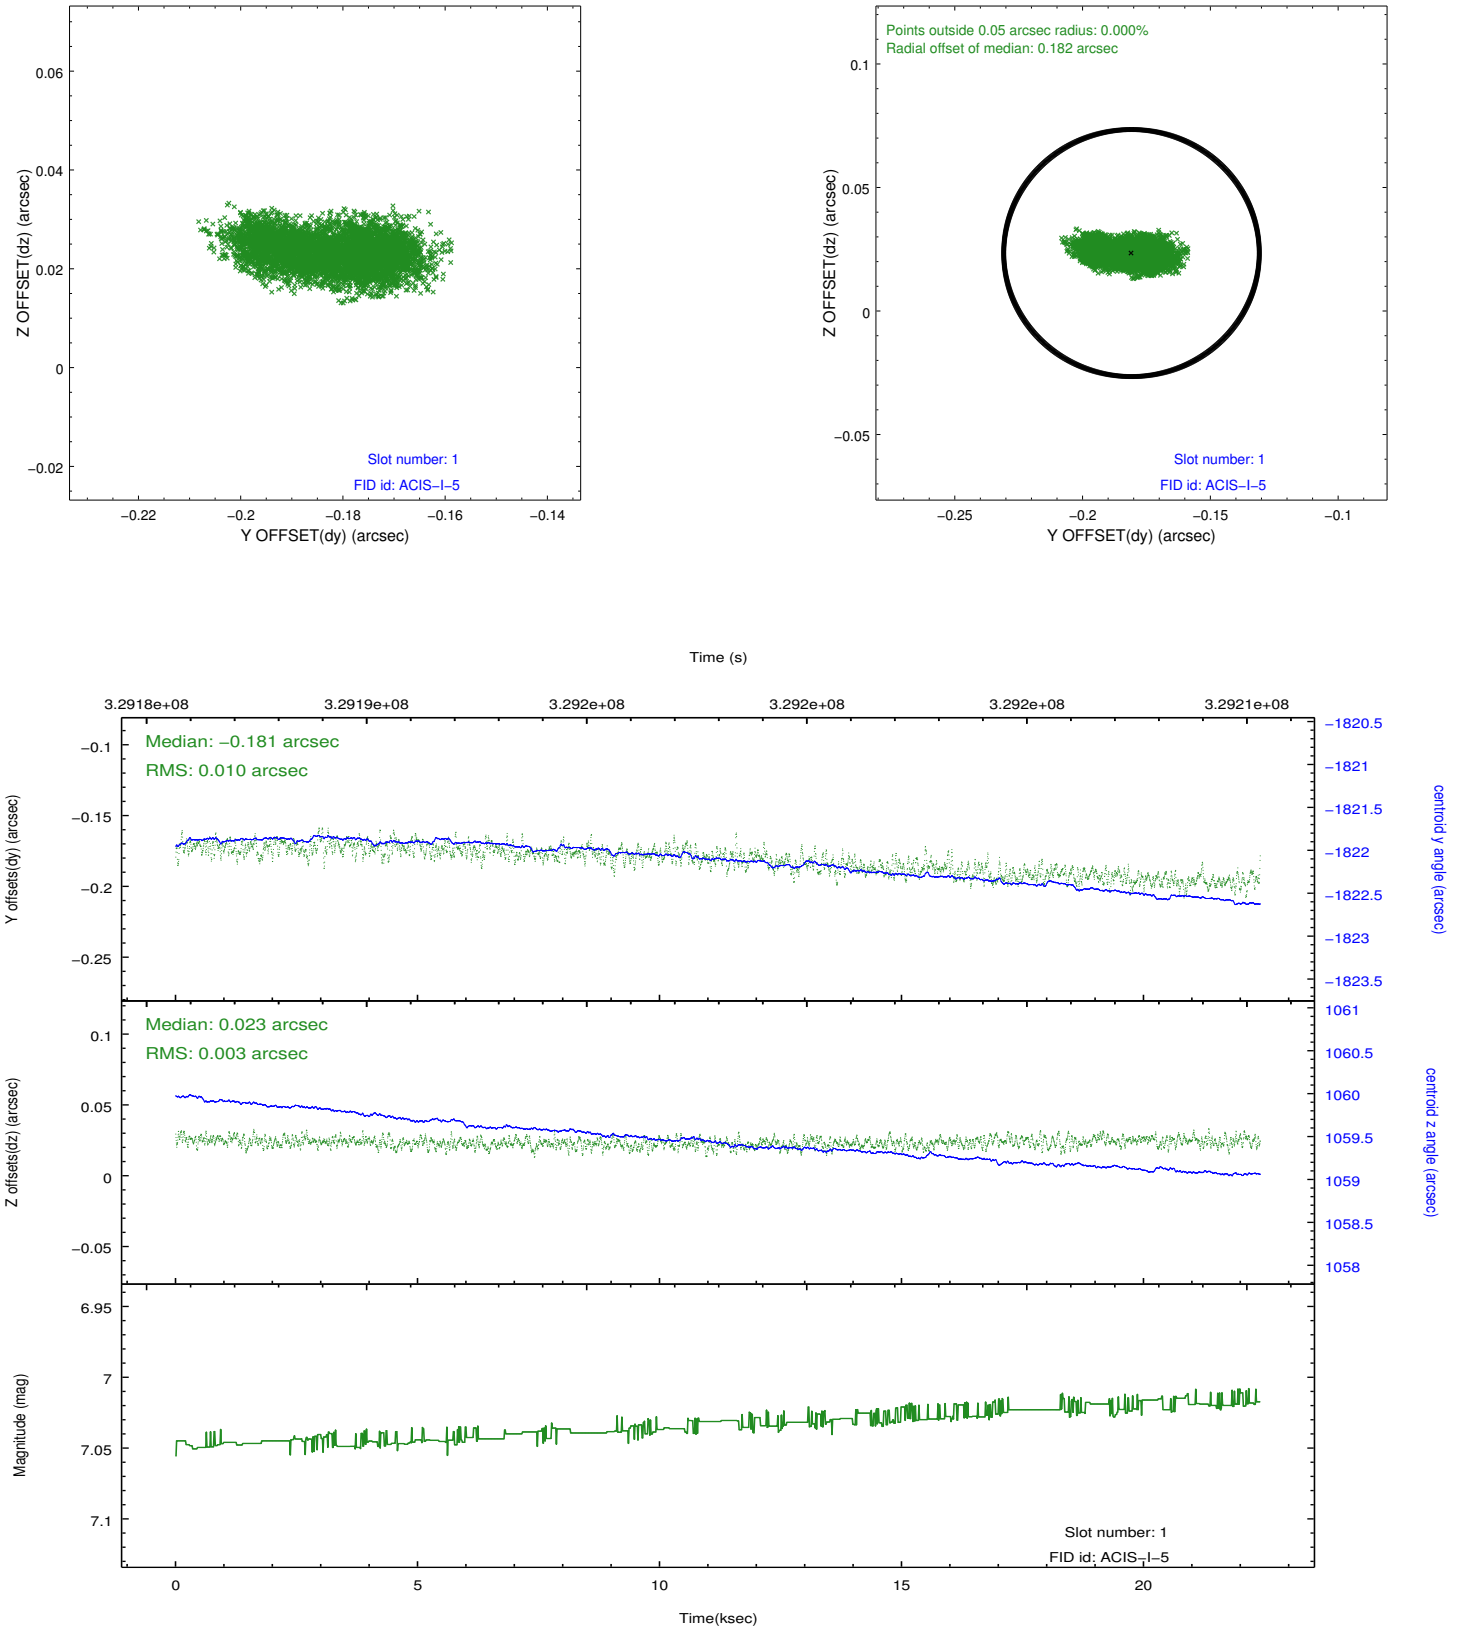 0.06
0.04
0.02
0
−0.02
Z OFFSET(dz) (arcsec)
Slot number: 1
FID id: ACIS−I−5
−0.22 −0.2 −0.18 −0.16 −0.14
Y OFFSET(dy) (arcsec)
Points outside 0.05 arcsec radius: 0.000%
Radial offset of median: 0.182 arcsec
0.1
0.05
0
−0.05
Z OFFSET(dz) (arcsec)
Slot number: 1
FID id: ACIS−I−5
−0.25 −0.2 −0.15 −0.1
Y OFFSET(dy) (arcsec)
Time (s)
3.2918e+08 3.2919e+08 3.292e+08 3.292e+08 3.292e+08 3.2921e+08
Median: −0.181 arcsec
RMS: 0.010 arcsec
−0.1
−0.15
−0.2
−0.25
Y offsets(dy) (arcsec)
−1820.5
−1821
−1821.5
−1822
−1822.5
−1823
−1823.5
centroid y angle (arcsec)
Median: 0.023 arcsec
RMS: 0.003 arcsec
0.1
0.05
0
−0.05
Z offsets(dz) (arcsec)
1061
1060.5
1060
1059.5
1059
1058.5
1058
centroid z angle (arcsec)
6.95
7
7.05
7.1
Magnitude (mag)
Slot number: 1
FID id: ACIS−I−5
0 5 10 15 20
Time(ksec)